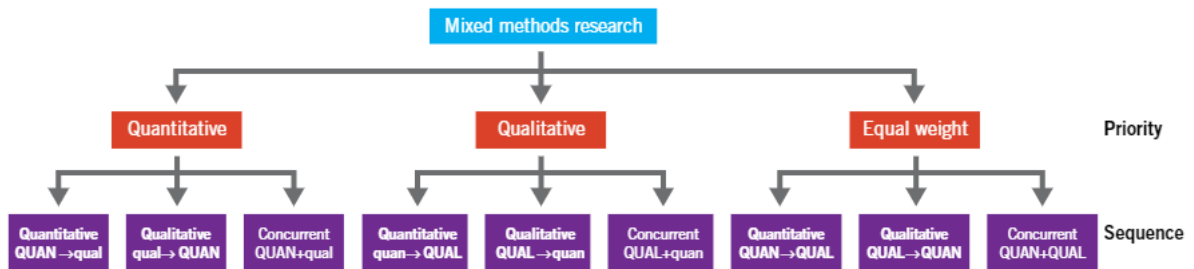 Mixed methods research
Quantitative
Qualitative
Equal weight
Priority
Quantitative
QUAN→qual
Qualitative
qual→QUAN
Concurrent
QUAN+qual
Quantitative
quan→QUAL
Qualitative
QUAL→quan
Concurrent
QUAL+quan
Quantitative
QUAN→QUAL
Qualitative
QUAL→QUAN
Concurrent
QUAN+QUAL
Sequence